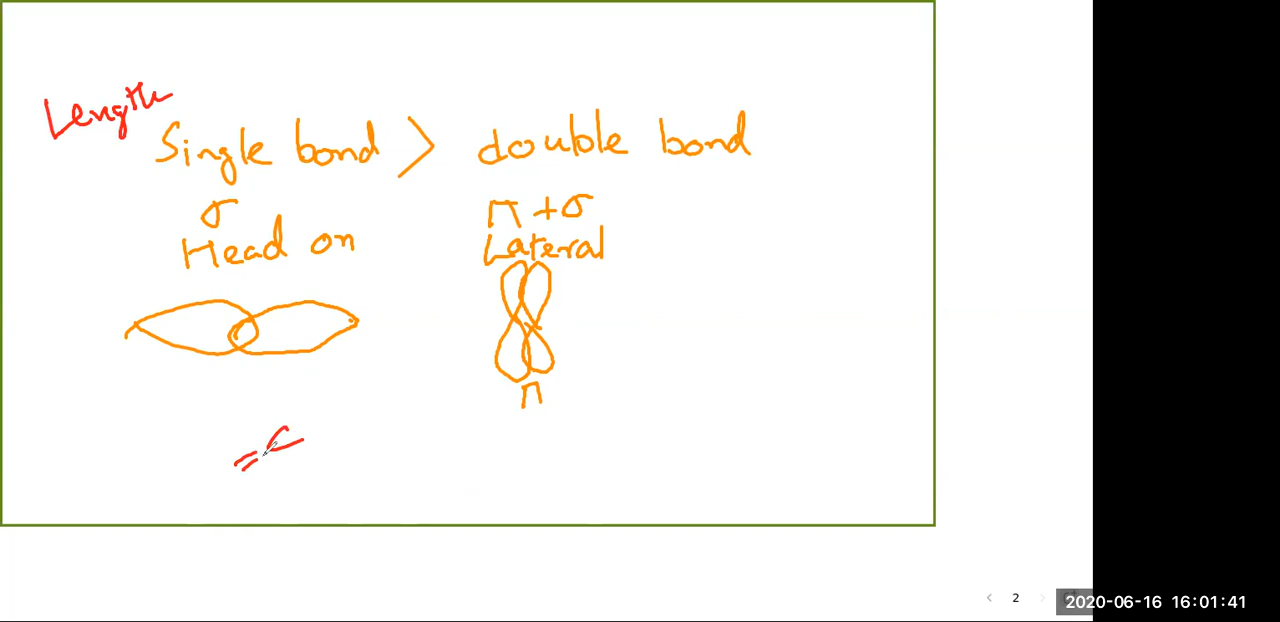 Length
Single bond > double bond
σ π + σ
Head on Lateral
π
= C
2
2020-06-16 16:01:41